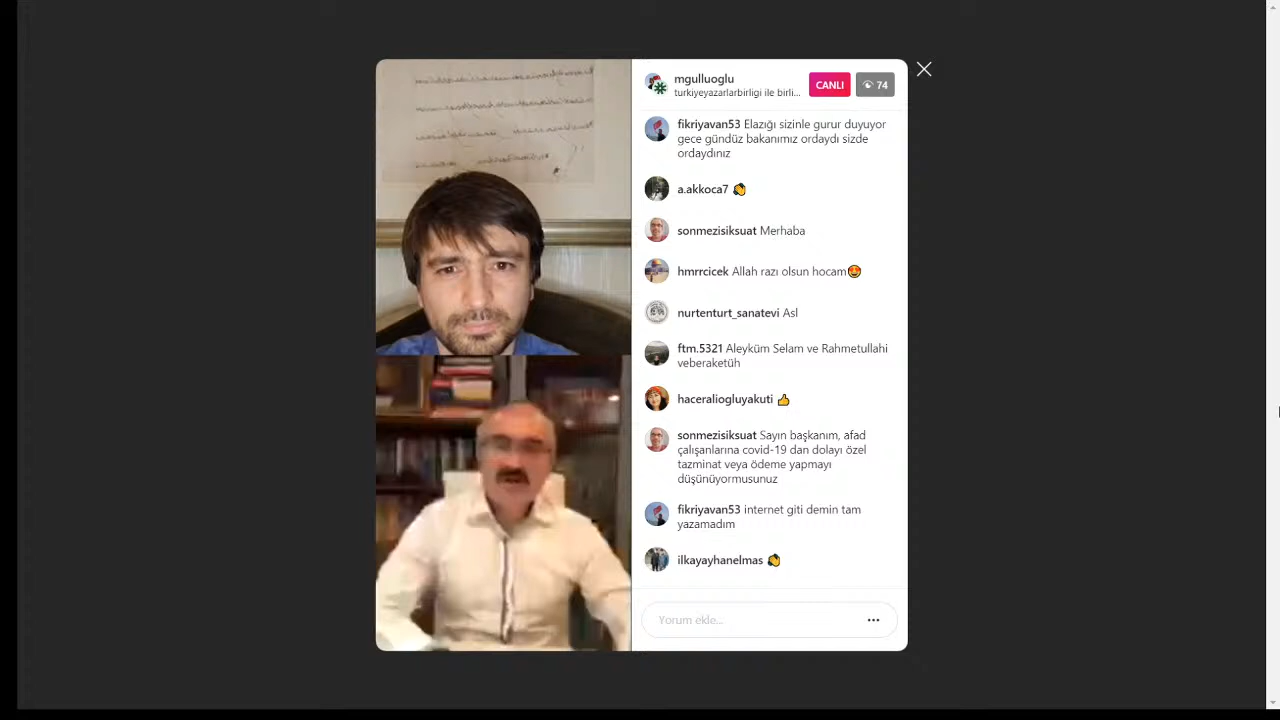 mgulluoglu
turkiyeyazarlarbirligi ile birli...
CANLI
74
fikriyavan53 Elazığı sizinle gurur duyuyor
gece gündüz bakanımız ordaydı sizde
ordaydınız
a.akkoca7 👏
sonmezisiksuat Merhaba
hmrrcicek Allah razı olsun hocam😍
nurtenturt_sanatevi Asl
ftm.5321 Aleyküm Selam ve Rahmetullahi
veberaketüh
haceraliogluyakuti 👍
sonmezisiksuat Sayın başkanım, afad
çalışanlarına covid-19 dan dolayı özel
tazminat veya ödeme yapmayı
düşünüyormusunuz
fikriyavan53 internet giti demin tam
yazamadım
ilkayayhanelmas 👏
Yorum ekle...